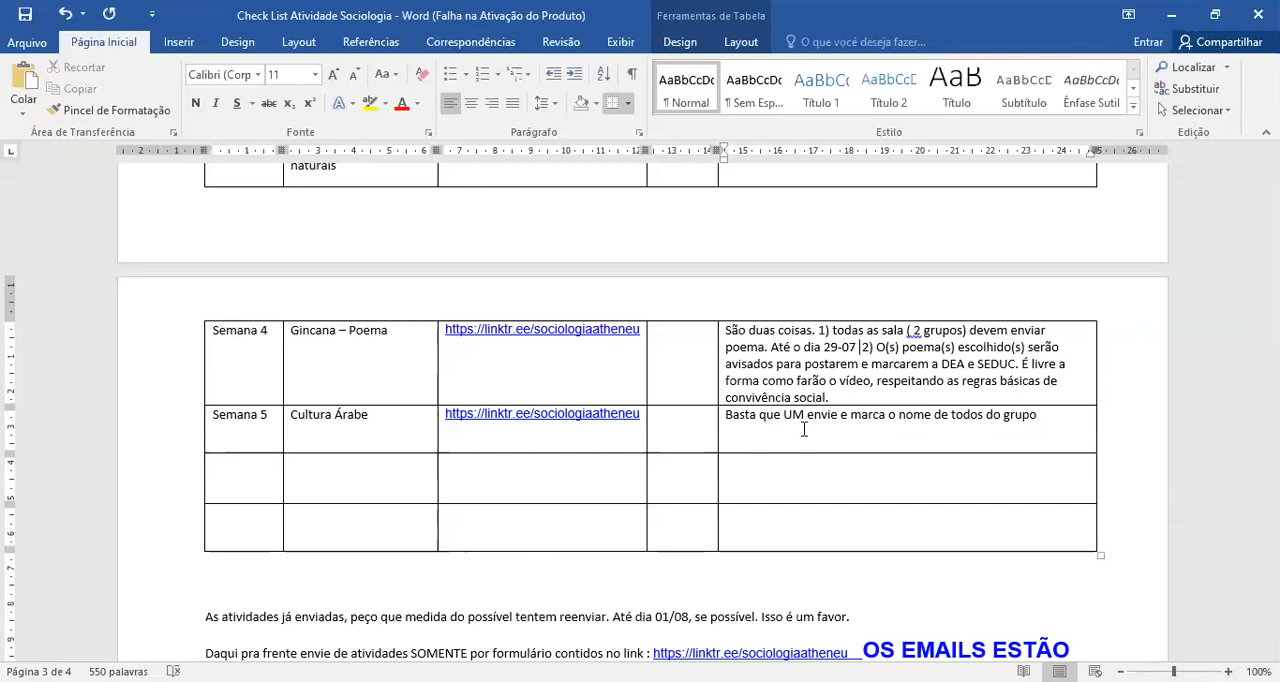 Check List Atividade Sociologia - Word (Falha na Ativação do Produto)
Ferramentas de Tabela
Arquivo Página Inicial Inserir Design Layout Referências Correspondências Revisão Exibir Design Layout O que você deseja fazer... Entrar Compartilhar
Colar
Recortar
Copiar
Pincel de Formatação
Área de Transferência
Calibri (Corp 11
N I S abc x₂ x²
Fonte
Parágrafo
AaBbCcDc AaBbCcDc AaBbCc AaBbCcE AaB AaBbCcD AaBbCcDc
¶ Normal ¶ Sem Esp... Título 1 Título 2 Título Subtítulo Ênfase Sutil
Estilo
Localizar
Substituir
Selecionar
Edição
naturais
Semana 4 Gincana – Poema https://linktr.ee/sociologiaatheneu
São duas coisas. 1) todas as sala ( 2 grupos) devem enviar
poema. Até o dia 29-07 2) O(s) poema(s) escolhido(s) serão
avisados para postarem e marcarem a DEA e SEDUC. É livre a
forma como farão o vídeo, respeitando as regras básicas de
convivência social.
Semana 5 Cultura Árabe https://linktr.ee/sociologiaatheneu Basta que UM envie e marca o nome de todos do grupo
As atividades já enviadas, peço que medida do possível tentem reenviar. Até dia 01/08, se possível. Isso é um favor.
Daqui pra frente envie de atividades SOMENTE por formulário contidos no link : https://linktr.ee/sociologiaatheneu OS EMAILS ESTÃO
Página 3 de 4 550 palavras 100%